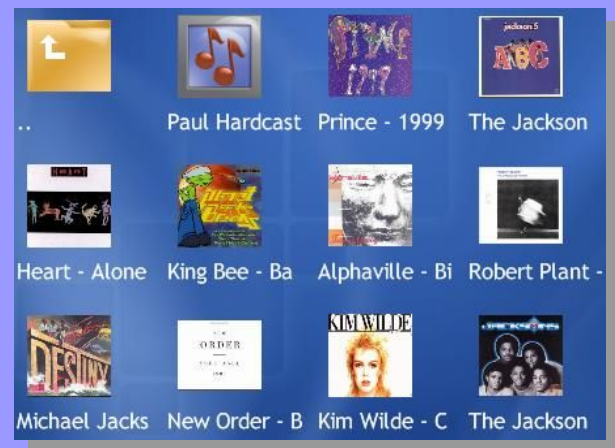 ..
Paul Hardcast
Prince - 1999
The Jackson
Heart - Alone
King Bee - Ba
Alphaville - Bi
Robert Plant -
Michael Jacks
New Order - B
Kim Wilde - C
The Jackson
PRINCE
1999
jackson 5
ABC
HEART
DESTINY
ORDER
KIM WILDE
JACKSONS